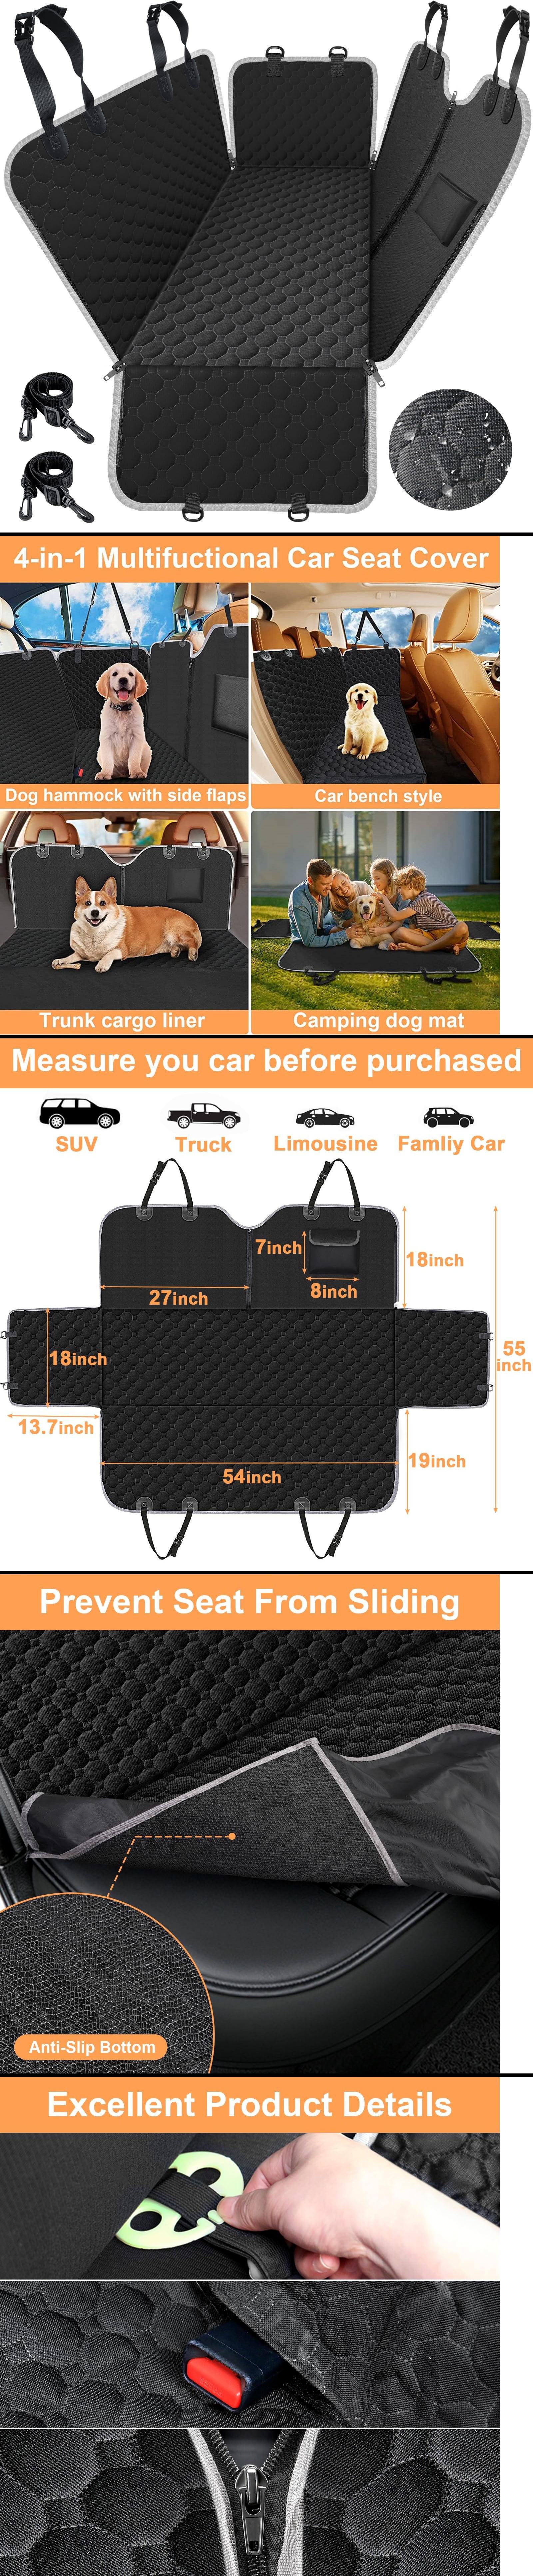 4-in-1 Multifuctional Car Seat Cover
Dog hammock with side flaps
Car bench style
Trunk cargo liner
Camping dog mat
Measure you car before purchased
SUV
Truck
Limousine
Famliy Car
7inch
8inch
27inch
18inch
18inch
55
inch
13.7inch
54inch
19inch
Prevent Seat From Sliding
Anti-Slip Bottom
Excellent Product Details